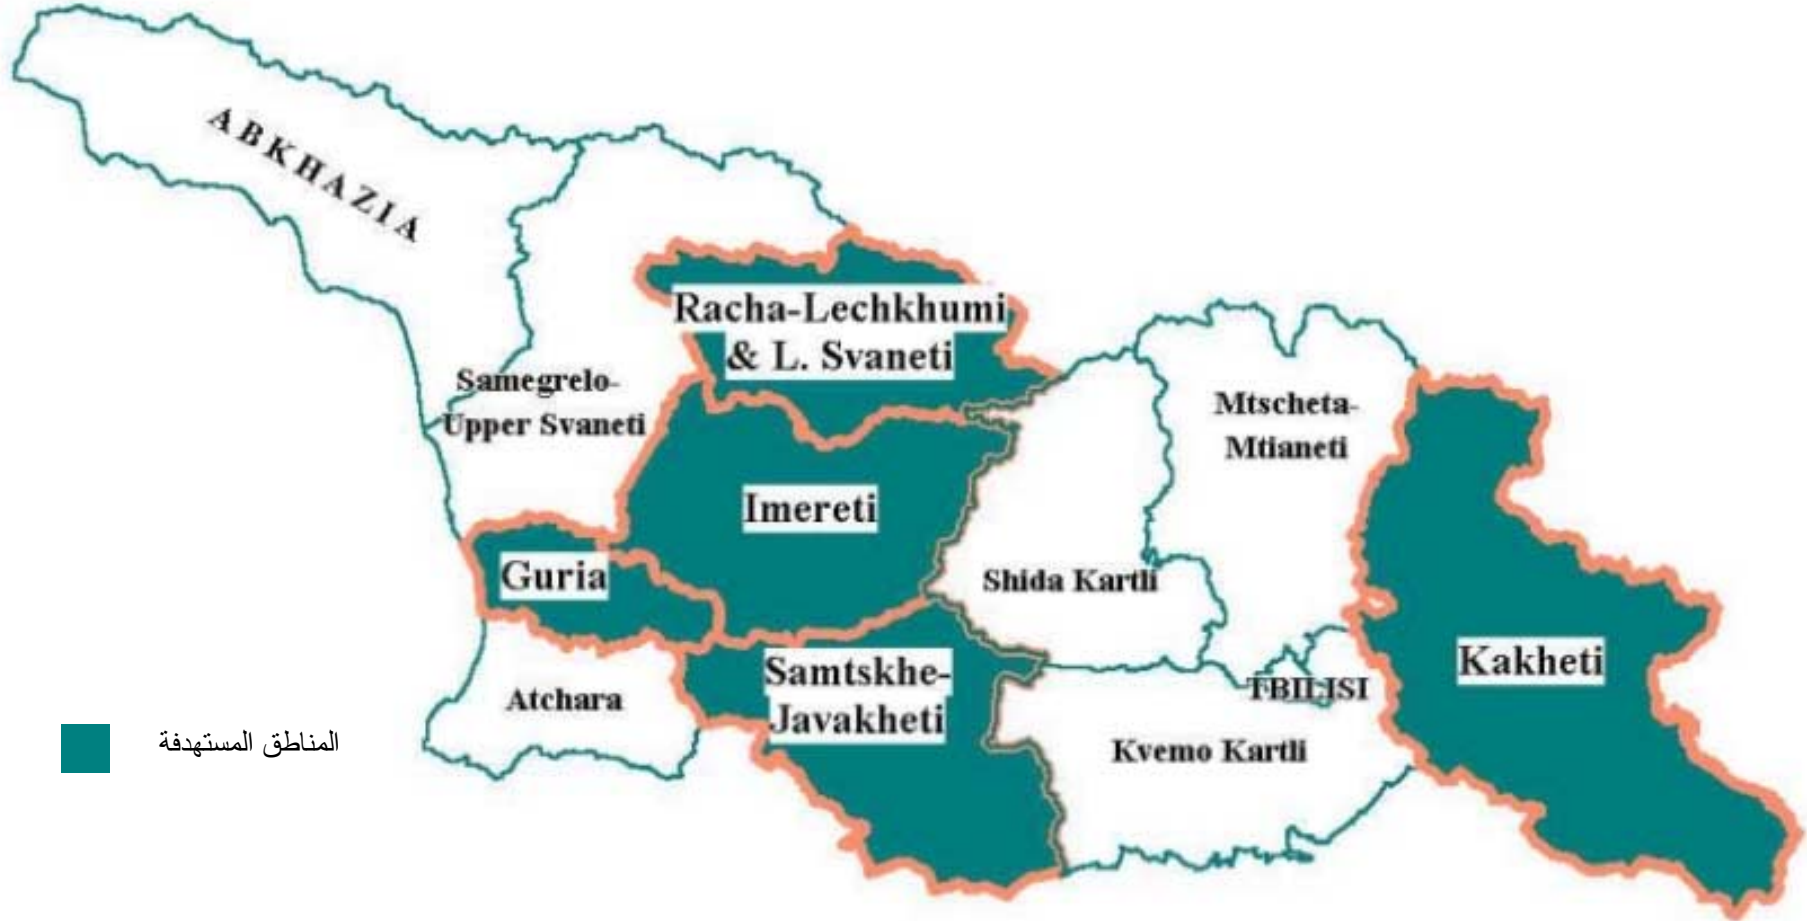 ABKHAZIA
Racha-Lechkhumi
& L. Svaneti
Samegrelo-
Upper Svaneti
Mtscheta-
Mtianeti
Imereti
Guria
Shida Kartli
Kakheti
Samtskhe-
Javakheti
Atchara
TBILISI
Kvemo Kartli
المناطق المستهدفة